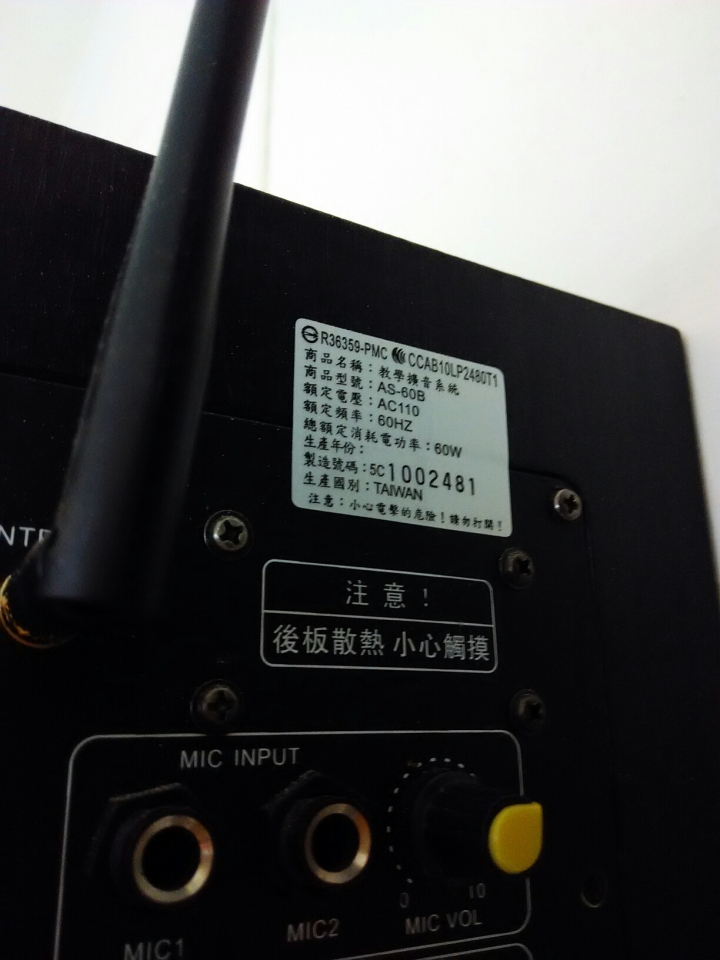 R36359-PMC CCAB10LP2480T1
商品名稱：教學擴音系統
商品型號：AS-60B
額定電壓：AC110
額定頻率：60HZ
總額定消耗電功率：60W
生產年份：
製造號碼：5C1002481
生產國別：TAIWAN
注意：小心電擊的危險！請勿打開！
注意！
後板散熱 小心觸摸
MIC INPUT
0 10
MIC1 MIC2 MIC VOL